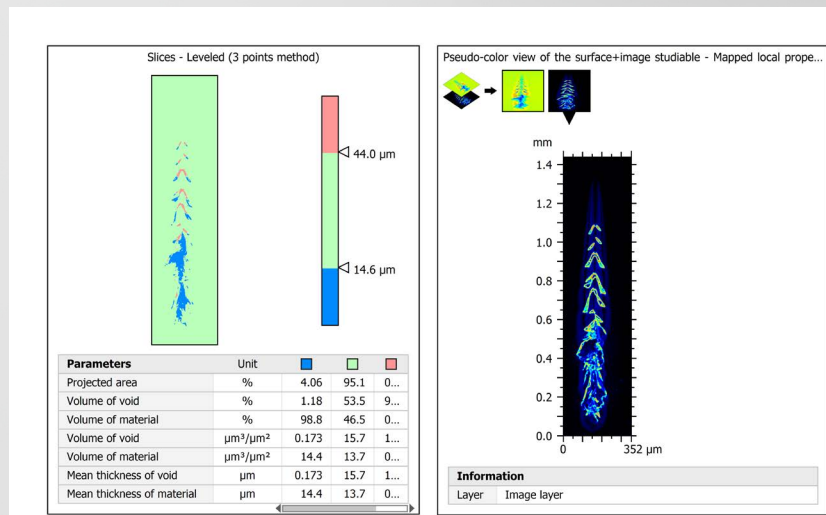 Slices - Leveled (3 points method)
44.0 µm
14.6 µm
Parameters Unit
Projected area % 4.06 95.1 0...
Volume of void % 1.18 53.5 9...
Volume of material % 98.8 46.5 0...
Volume of void µm³/µm² 0.173 15.7 1...
Volume of material µm³/µm² 14.4 13.7 0...
Mean thickness of void µm 0.173 15.7 1...
Mean thickness of material µm 14.4 13.7 0...
Pseudo-color view of the surface+image studiable - Mapped local prope...
mm
1.4
1.2
1.0
0.8
0.6
0.4
0.2
0.0
0 352 µm
Information
Layer Image layer